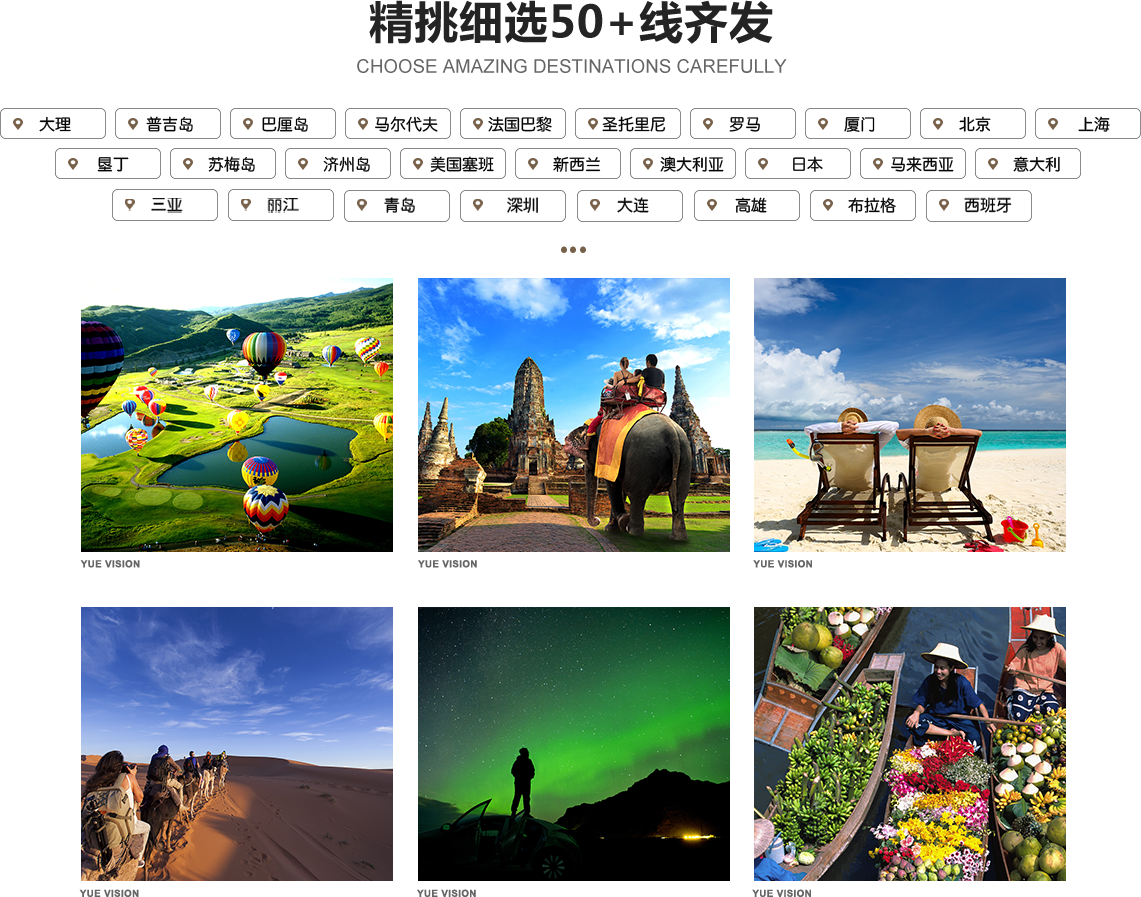 精挑细选50+线齐发
CHOOSE AMAZING DESTINATIONS CAREFULLY
大理 普吉岛 巴厘岛 马尔代夫 法国巴黎 圣托里尼 罗马 厦门 北京 上海
垦丁 苏梅岛 济州岛 美国塞班 新西兰 澳大利亚 日本 马来西亚 意大利
三亚 丽江 青岛 深圳 大连 高雄 布拉格 西班牙
YUE VISION YUE VISION YUE VISION
YUE VISION YUE VISION YUE VISION